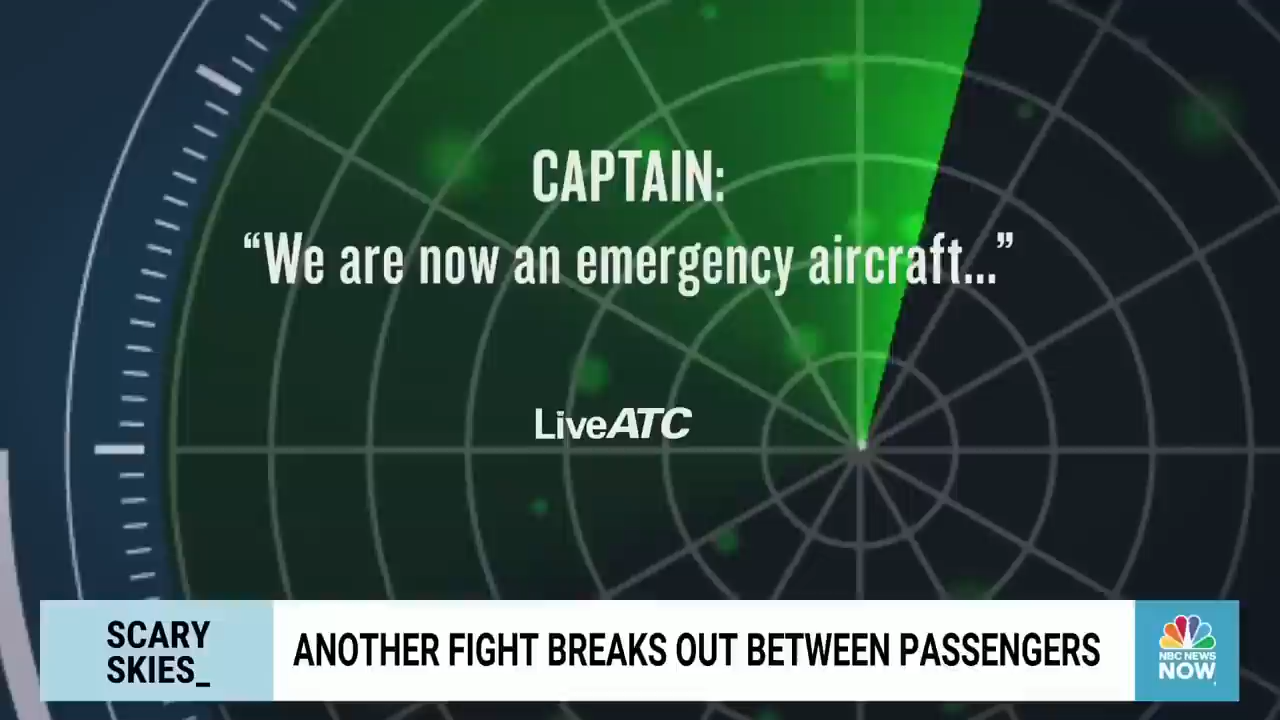 CAPTAIN:
“We are now an emergency aircraft...”
LiveATC
SCARY
SKIES_
ANOTHER FIGHT BREAKS OUT BETWEEN PASSENGERS
NBC NEWS
NOW